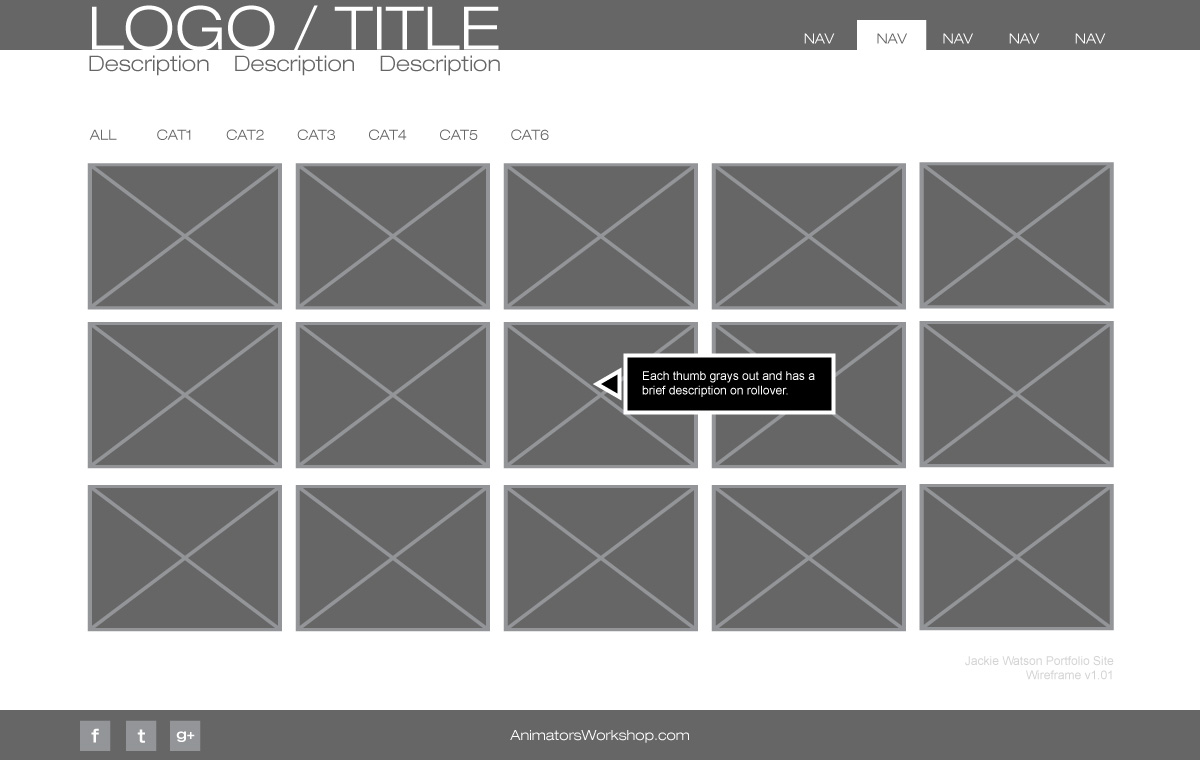 LOGO / TITLE
NAV NAV NAV NAV NAV
Description Description Description
ALL CAT1 CAT2 CAT3 CAT4 CAT5 CAT6
Each thumb grays out and has a
brief description on rollover.
Jackie Watson Portfolio Site
Wireframe v1.01
f t g+
AnimatorsWorkshop.com